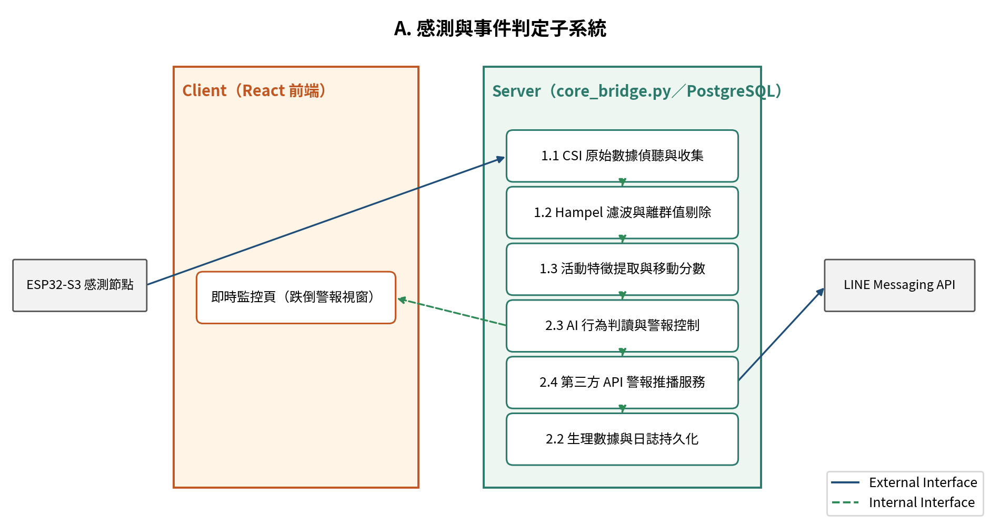 A. 感測與事件判定子系統
Client（React 前端）
Server（core_bridge.py／PostgreSQL）
1.1 CSI 原始數據偵聽與收集
1.2 Hampel 濾波與離群值剔除
1.3 活動特徵提取與移動分數
ESP32-S3 感測節點
即時監控頁（跌倒警報視窗）
LINE Messaging API
2.3 AI 行為判讀與警報控制
2.4 第三方 API 警報推播服務
2.2 生理數據與日誌持久化
External Interface
Internal Interface